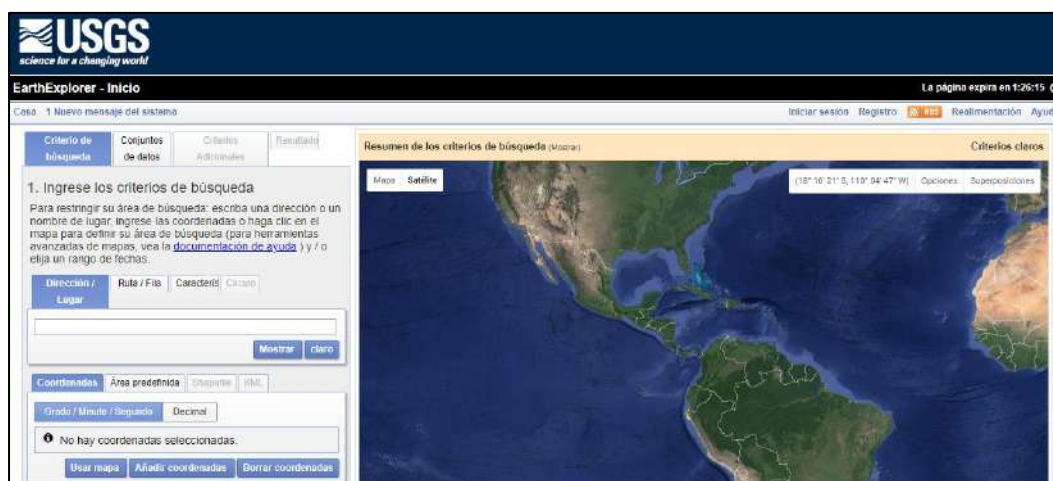 USGS
science for a changing world
EarthExplorer - Inicio
La página expira en 1:26:15
Casa 1 Nuevo mensaje del sistema
Iniciar sesión Registro RSS Realimentación Ayud
Criterio de búsqueda
Conjuntos de datos
Criterios Adicionales
Resultado
Resumen de los criterios de búsqueda (Mostrar)
Criterios claros
Mapa Satélite
Opciones Superposiciones
1. Ingrese los criterios de búsqueda
Para restringir su área de búsqueda: escriba una dirección o un
nombre de lugar, ingrese las coordenadas o haga clic en el
mapa para definir su área de búsqueda (para herramientas
avanzadas de mapas, vea la documentación de ayuda ) y / o
elija un rango de fechas.
Dirección / Lugar
Ruta / Fila
Caracterís
Círculo
Mostrar claro
Coordenadas Área predefinida Shapefile KML
Grado / Minuto / Segundo Decimal
No hay coordenadas seleccionadas.
Usar mapa Añadir coordenadas Borrar coordenadas